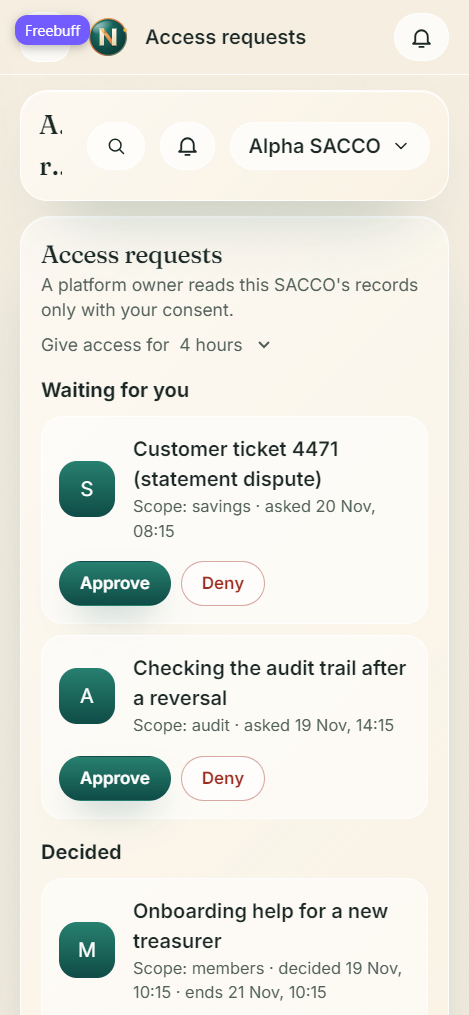 Freebuff
N
Access requests
A.
r..
Alpha SACCO
Access requests
A platform owner reads this SACCO's records
only with your consent.
Give access for 4 hours
Waiting for you
S
Customer ticket 4471
(statement dispute)
Scope: savings · asked 20 Nov,
08:15
Approve
Deny
A
Checking the audit trail after
a reversal
Scope: audit · asked 19 Nov, 14:15
Approve
Deny
Decided
M
Onboarding help for a new
treasurer
Scope: members · decided 19 Nov,
10:15 · ends 21 Nov, 10:15